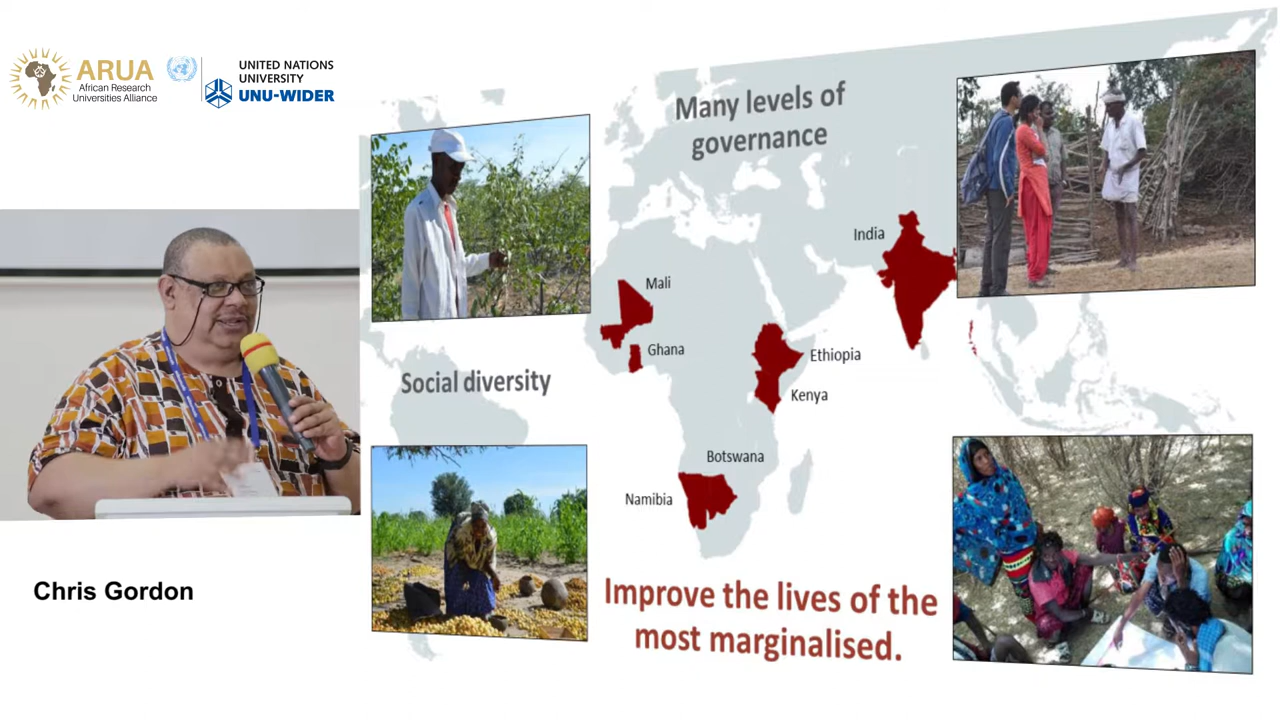 ARUA
African Research
Universities Alliance
UNITED NATIONS
UNIVERSITY
UNU-WIDER
Many levels of
governance
India
Mali
Ghana
Ethiopia
Social diversity
Kenya
Botswana
Namibia
Chris Gordon
Improve the lives of the
most marginalised.